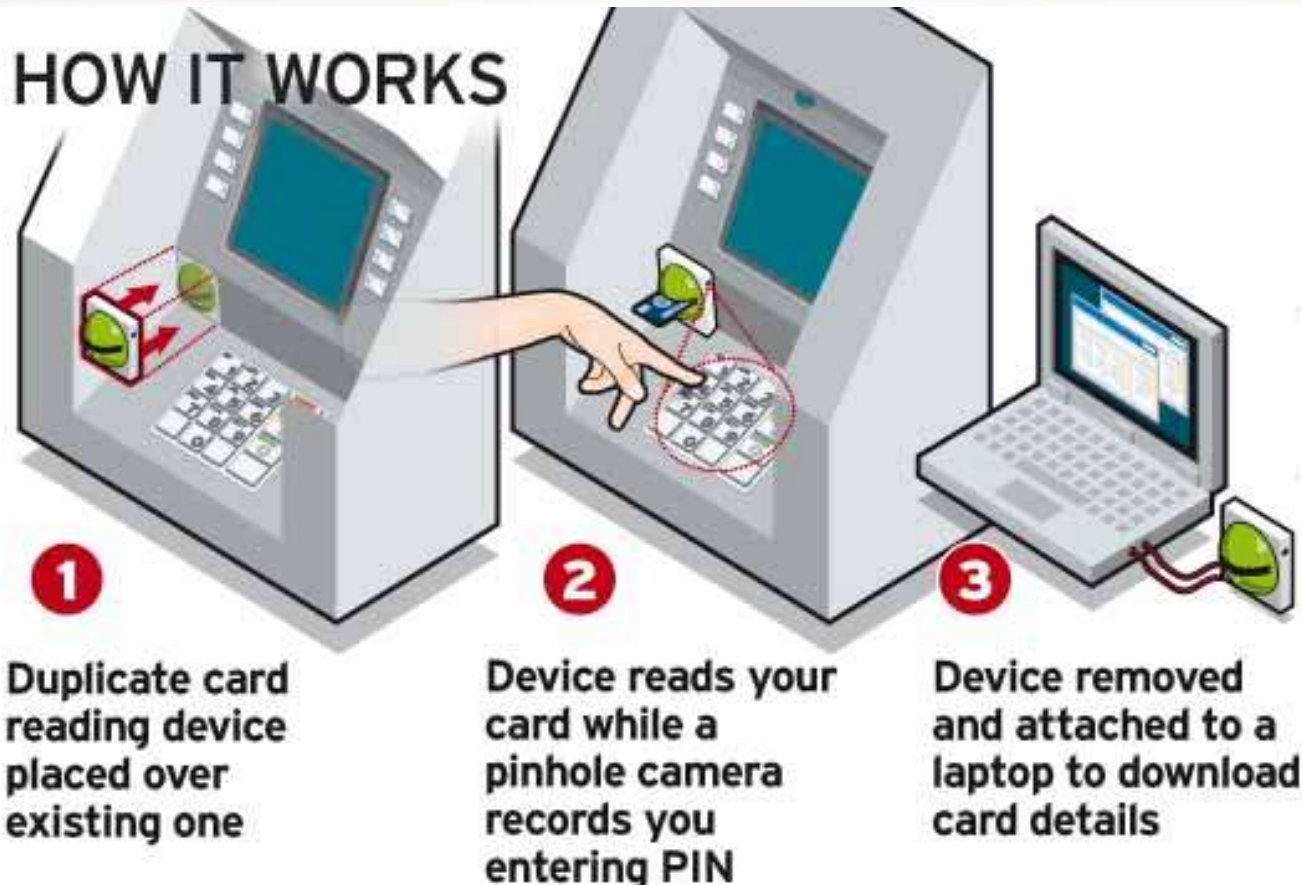 HOW IT WORKS
1
Duplicate card
reading device
placed over
existing one
2
Device reads your
card while a
pinhole camera
records you
entering PIN
3
Device removed
and attached to a
laptop to download
card details